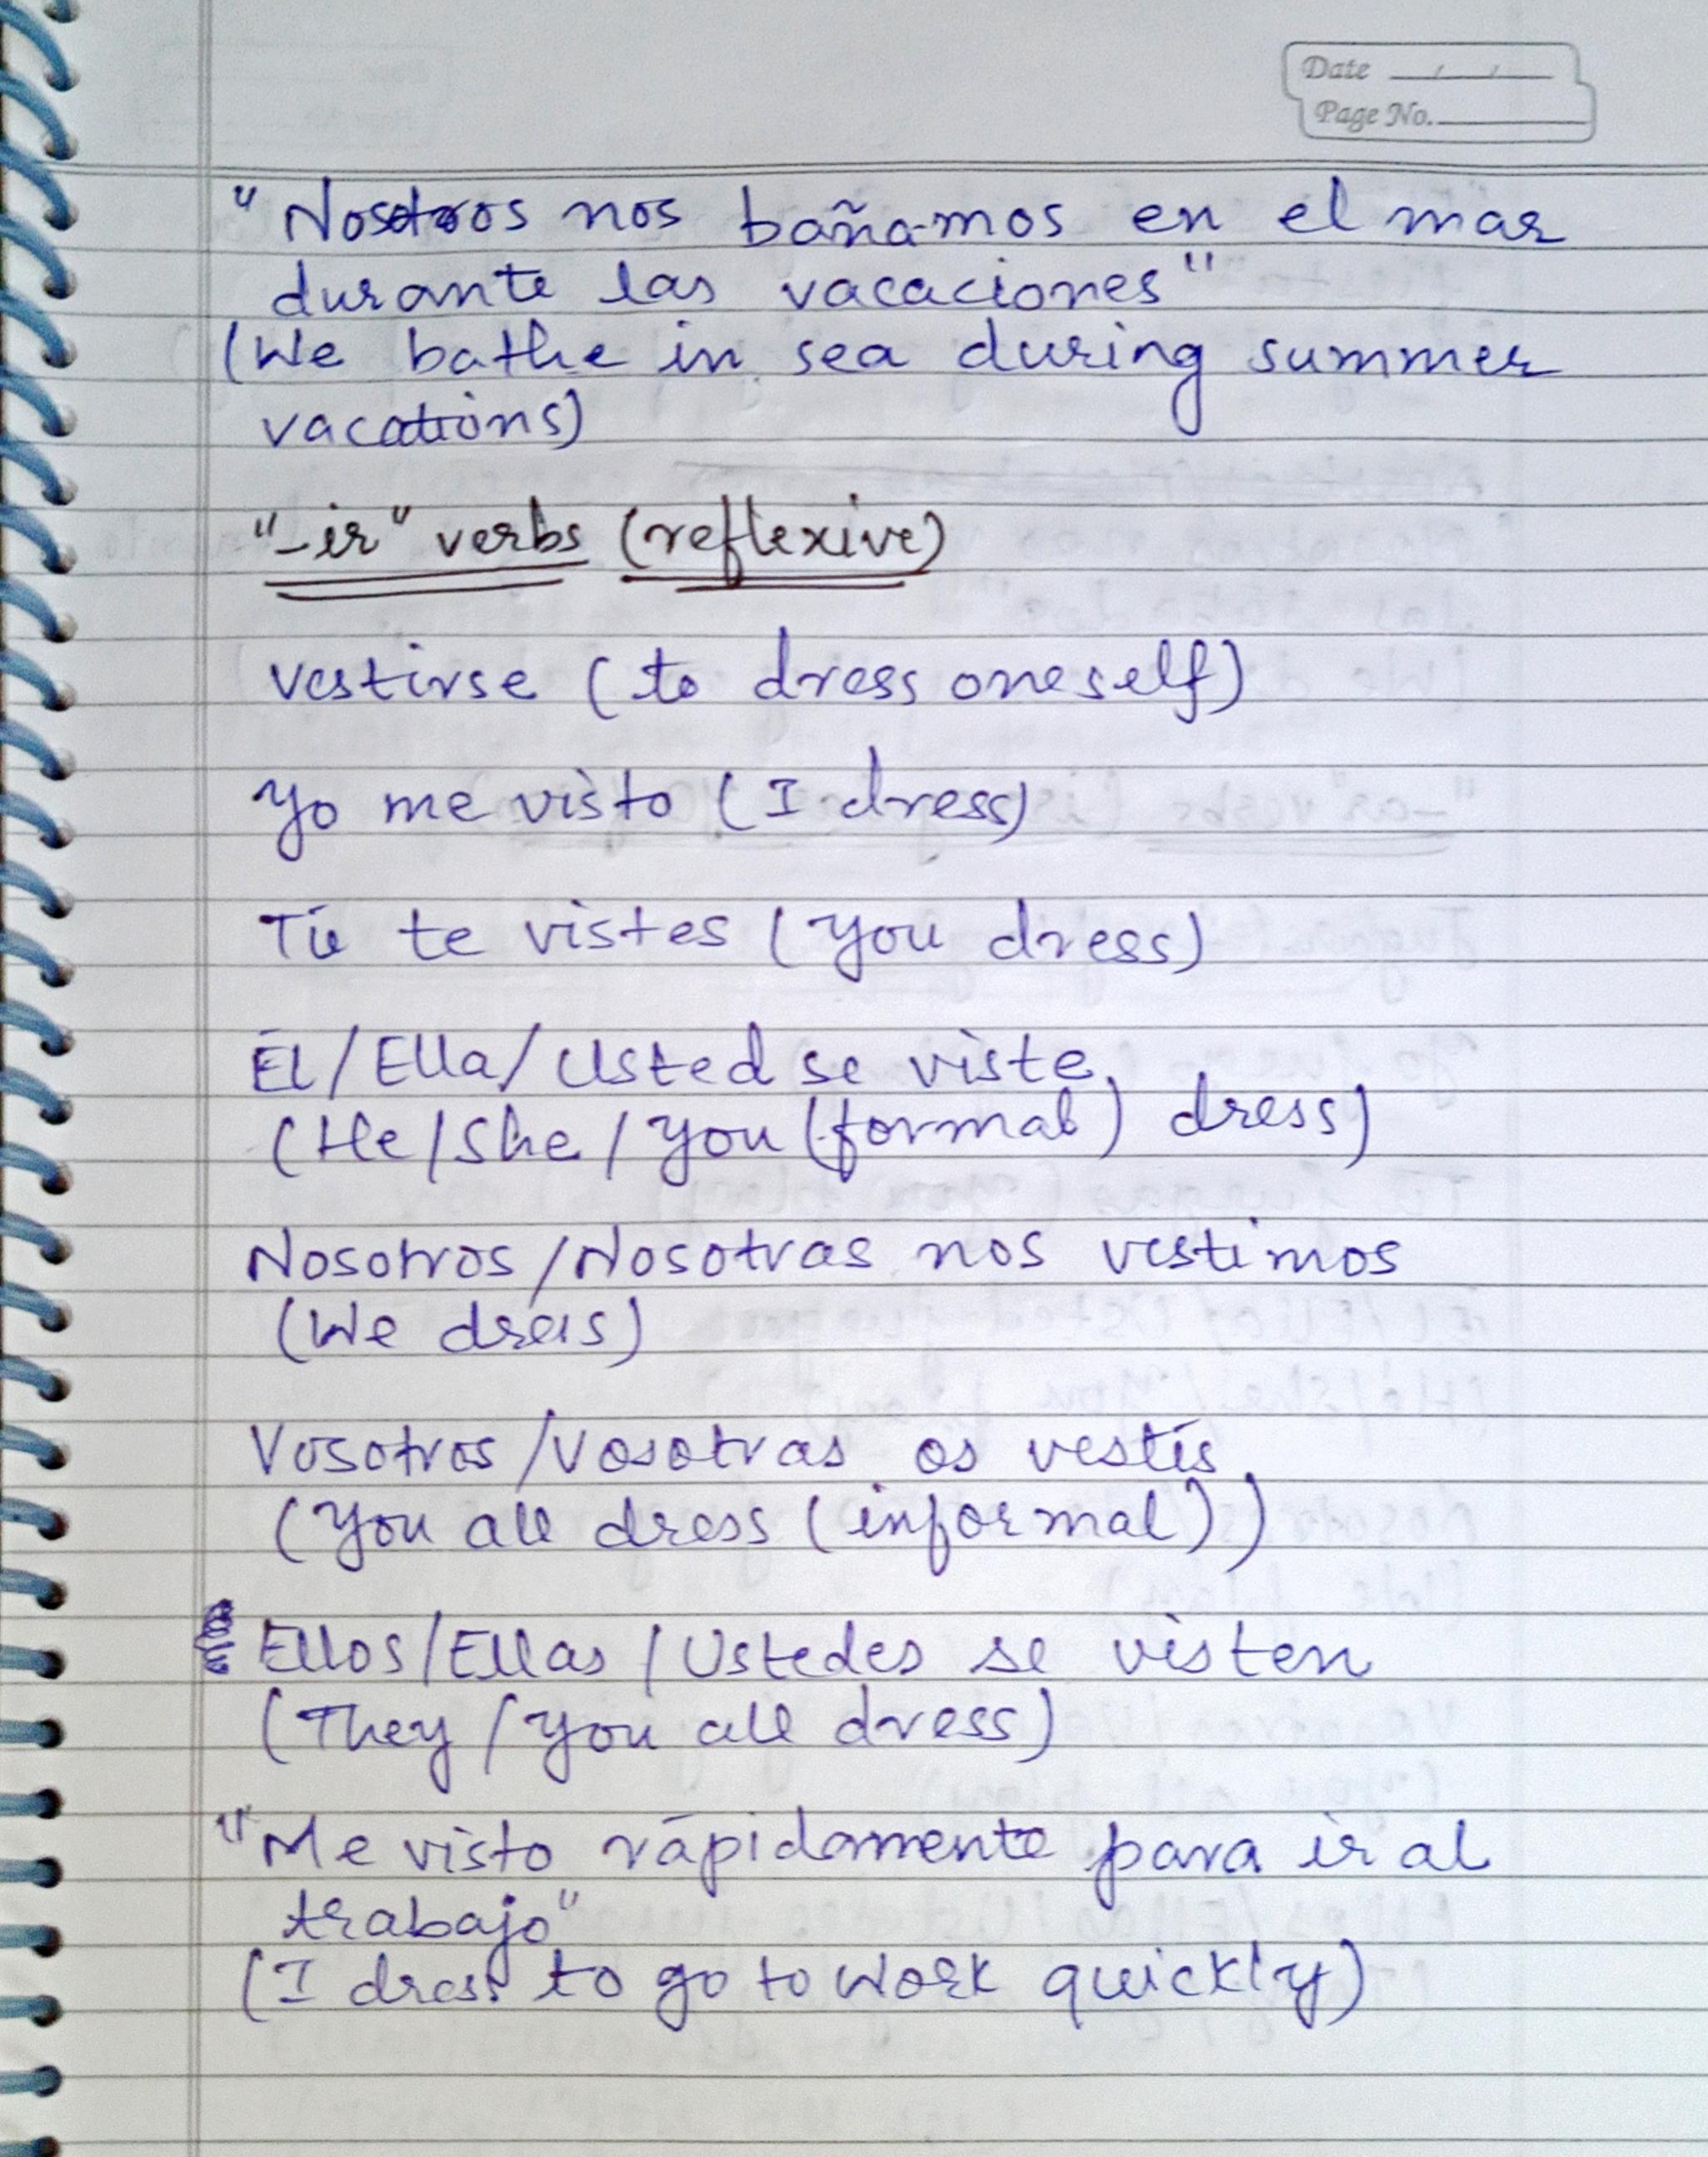 Date / /
Page No.
"Nosotros nos bañamos en el mar
durante las vacaciones"
(We bathe in sea during summer
vacations)
"-ir" verbs (reflexive)
vestirse (to dress oneself)
Yo me visto (I dress)
Tú te vistes (You dress)
Él/Ella/Usted se viste
(He/She/You (formal) dress)
Nosotros/Nosotras nos vestimos
(We dress)
Vosotros/Vosotras os vestís
(You all dress (informal))
Ellos/Ellas/Ustedes se visten
(They/You all dress)
"Me visto rápidamente para ir al
trabajo"
(I dress to go to work quickly)